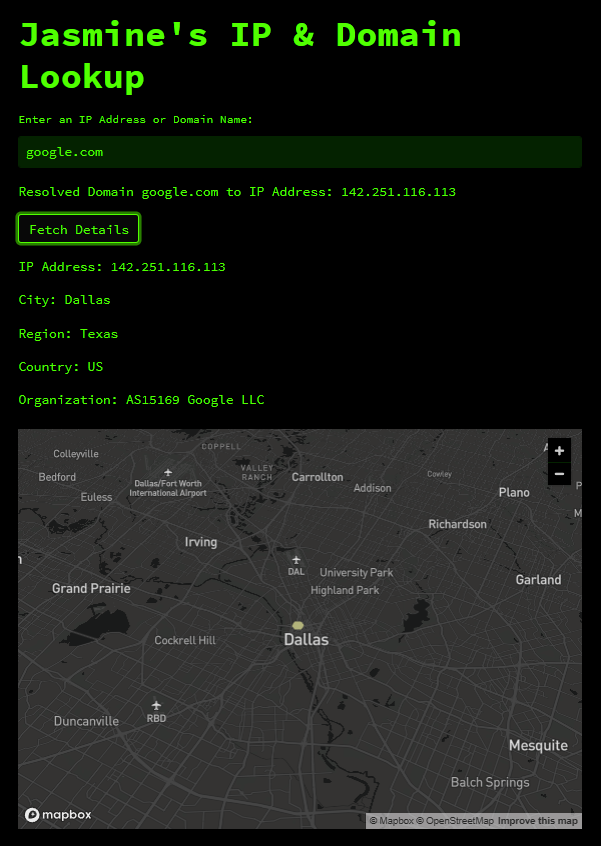 Jasmine's IP & Domain
Lookup
Enter an IP Address or Domain Name:
google.com
Resolved Domain google.com to IP Address: 142.251.116.113
Fetch Details
IP Address: 142.251.116.113
City: Dallas
Region: Texas
Country: US
Organization: AS15169 Google LLC
COPPELL
Colleyville
+
VALLEY
RANCH
Bedford
Dallas/Fort Worth
International Airport
Carrollton
Cowley
−
Euless
Addison
Plano
Richardson
Irving
DAL
University Park
Garland
Grand Prairie
Highland Park
Cockrell Hill
Dallas
RBD
Duncanville
Mesquite
Balch Springs
mapbox
© Mapbox © OpenStreetMap Improve this map